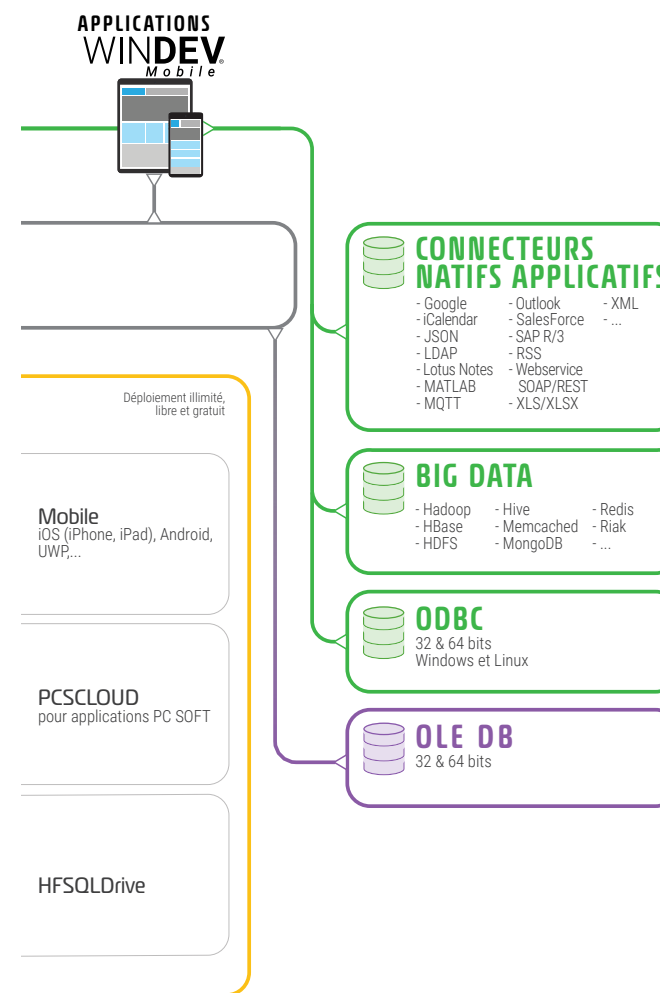 APPLICATIONS
WINDEV®
Mobile
CONNECTEURS
NATIFS APPLICATIFS
- Google
- iCalendar
- JSON
- LDAP
- Lotus Notes
- MATLAB
- MQTT
- Outlook
- SalesForce
- SAP R/3
- RSS
- Webservice
SOAP/REST
- XLS/XLSX
- XML
- ...
Déploiement illimité,
libre et gratuit
BIG DATA
- Hadoop
- HBase
- HDFS
- Hive
- Memcached
- MongoDB
- Redis
- Riak
- ...
Mobile
iOS (iPhone, iPad), Android,
UWP,...
ODBC
32 & 64 bits
Windows et Linux
PCSCLOUD
pour applications PC SOFT
OLE DB
32 & 64 bits
HFSQLDrive